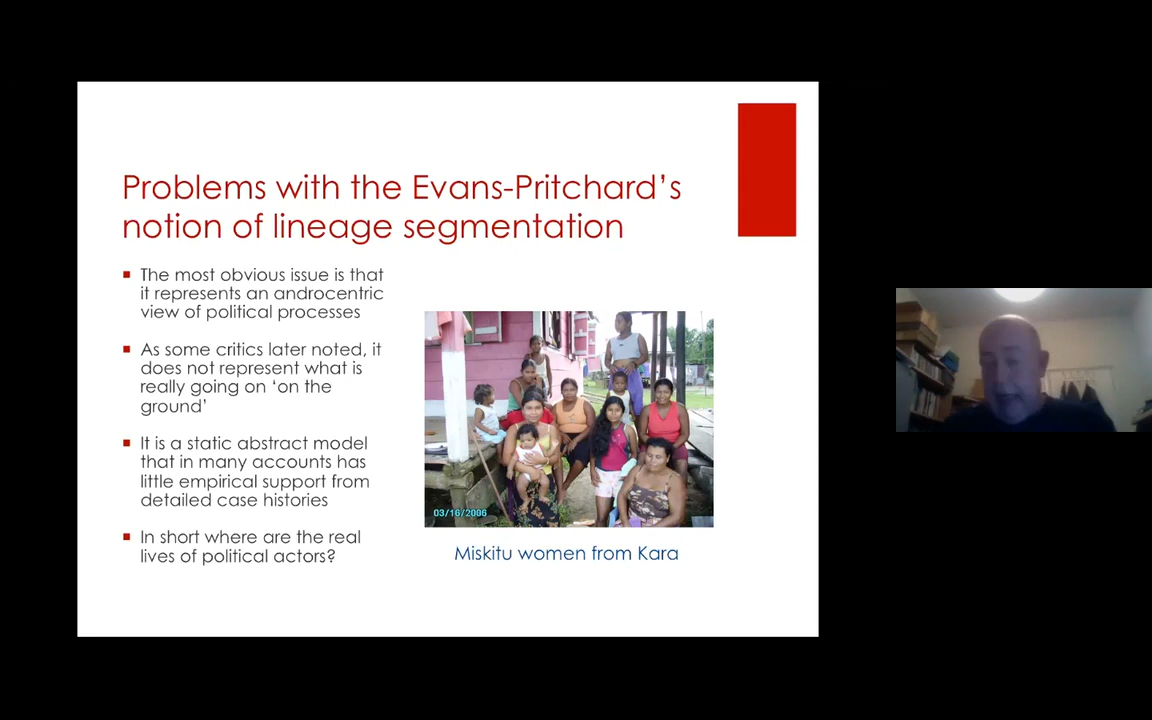 Problems with the Evans-Pritchard's
notion of lineage segmentation
▪ The most obvious issue is that
it represents an androcentric
view of political processes
▪ As some critics later noted, it
does not represent what is
really going on 'on the
ground'
▪ It is a static abstract model
that in many accounts has
little empirical support from
detailed case histories
▪ In short where are the real
lives of political actors?
03/16/2006
Miskitu women from Kara